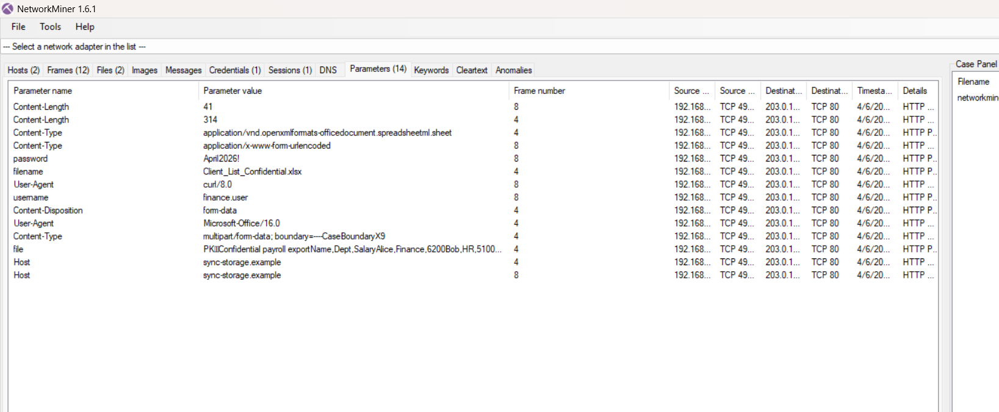 NetworkMiner 1.6.1
File Tools Help
--- Select a network adapter in the list ---
Hosts (2) Frames (12) Files (2) Images Messages Credentials (1) Sessions (1) DNS Parameters (14) Keywords Cleartext Anomalies Case Panel
Parameter name Parameter value Frame number Source ... Source ... Destinat... Destinat... Timesta... Details Filename
Content-Length 41 8 192.168... TCP 49... 203.0.1... TCP 80 4/6/20... HTTP ... networkmin
Content-Length 314 4 192.168... TCP 49... 203.0.1... TCP 80 4/6/20... HTTP ...
Content-Type application/vnd.openxmlformats-officedocument.spreadsheetml.sheet 4 192.168... TCP 49... 203.0.1... TCP 80 4/6/20... HTTP P...
Content-Type application/x-www-form-urlencoded 8 192.168... TCP 49... 203.0.1... TCP 80 4/6/20... HTTP ...
password April2026! 8 192.168... TCP 49... 203.0.1... TCP 80 4/6/20... HTTP P...
filename Client_List_Confidential.xlsx 4 192.168... TCP 49... 203.0.1... TCP 80 4/6/20... HTTP P...
User-Agent curl/8.0 8 192.168... TCP 49... 203.0.1... TCP 80 4/6/20... HTTP ...
username finance.user 8 192.168... TCP 49... 203.0.1... TCP 80 4/6/20... HTTP P...
Content-Disposition form-data 4 192.168... TCP 49... 203.0.1... TCP 80 4/6/20... HTTP P...
User-Agent Microsoft-Office/16.0 4 192.168... TCP 49... 203.0.1... TCP 80 4/6/20... HTTP ...
Content-Type multipart/form-data; boundary=----CaseBoundaryX9 4 192.168... TCP 49... 203.0.1... TCP 80 4/6/20... HTTP ...
file PK▯▯▯Confidential payroll exportName,Dept,SalaryAlice,Finance,6200Bob,HR,5100... 4 192.168... TCP 49... 203.0.1... TCP 80 4/6/20... HTTP P...
Host sync-storage.example 4 192.168... TCP 49... 203.0.1... TCP 80 4/6/20... HTTP ...
Host sync-storage.example 8 192.168... TCP 49... 203.0.1... TCP 80 4/6/20... HTTP ...